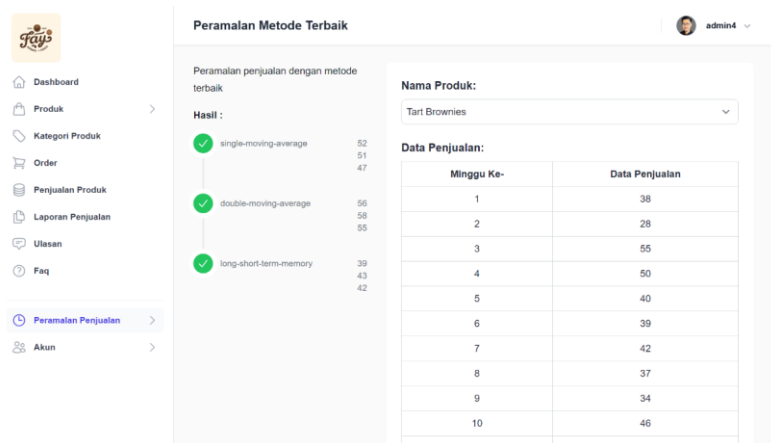 Fay's
Dashboard
Produk
Kategori Produk
Order
Penjualan Produk
Laporan Penjualan
Ulasan
Faq
Peramalan Penjualan
Akun
Peramalan Metode Terbaik
admin4
Peramalan penjualan dengan metode
terbaik
Hasil :
single-moving-average 52
51
47
double-moving-average 56
58
55
long-short-term-memory 39
43
42
Nama Produk:
Tart Brownies
Data Penjualan:
Minggu Ke- Data Penjualan
1 38
2 28
3 55
4 50
5 40
6 39
7 42
8 37
9 34
10 46